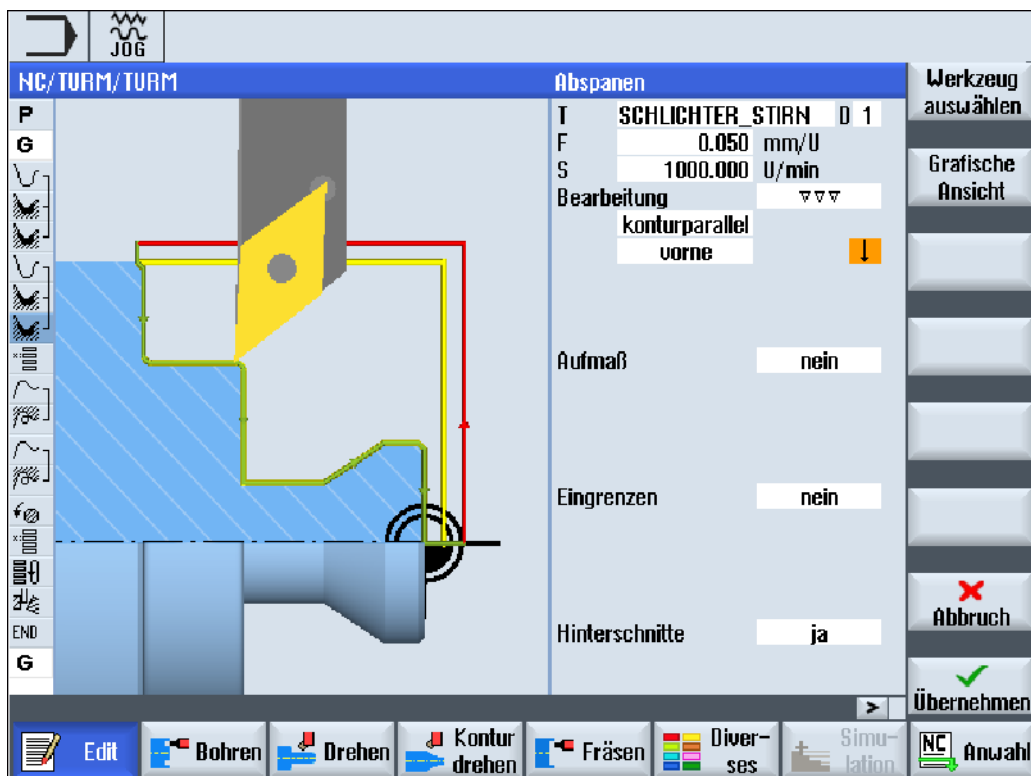 JOG
NC/TURM/TURM
Abspanen
Werkzeug
auswählen
P
T SCHLICHTER_STIRN D 1
G
F 0.050 mm/U
S 1000.000 U/min
Grafische
Ansicht
Bearbeitung ▽▽▽
konturparallel
vorne ↓
Aufmaß nein
Eingrenzen nein
Abbruch
END
Hinterschnitte ja
G
Übernehmen
>
Edit
Bohren
Drehen
Kontur
drehen
Fräsen
Diver-
ses
Simu-
lation
NC Anwahl